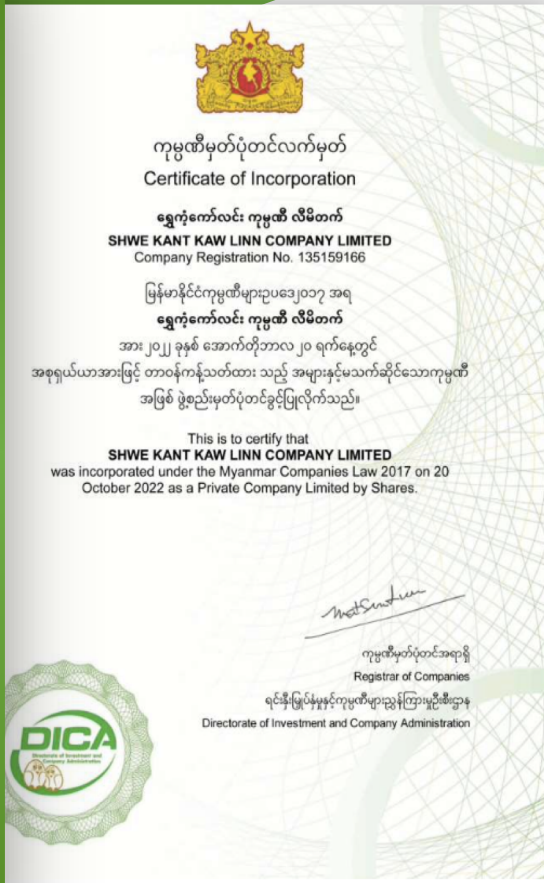 ကုမ္ပဏီမှတ်ပုံတင်လက်မှတ်
Certificate of Incorporation
ရွှေကံ့ကော်လင်း ကုမ္ပဏီ လီမိတက်
SHWE KANT KAW LINN COMPANY LIMITED
Company Registration No. 135159166
မြန်မာနိုင်ငံကုမ္ပဏီများဥပဒေ၂၀၁၇ အရ
ရွှေကံ့ကော်လင်း ကုမ္ပဏီ လီမိတက်
အား ၂၀၂၂ ခုနှစ် အောက်တိုဘာလ ၂၀ ရက်နေ့တွင်
အစုရှယ်ယာအားဖြင့် တာဝန်ကန့်သတ်ထား သည့် အများနှင့်မသက်ဆိုင်သောကုမ္ပဏီ
အဖြစ် ဖွဲ့စည်းမှတ်ပုံတင်ခွင့်ပြုလိုက်သည်။
This is to certify that
SHWE KANT KAW LINN COMPANY LIMITED
was incorporated under the Myanmar Companies Law 2017 on 20
October 2022 as a Private Company Limited by Shares.
ကုမ္ပဏီမှတ်ပုံတင်အရာရှိ
Registrar of Companies
ရင်းနှီးမြှုပ်နှံမှုနှင့်ကုမ္ပဏီများညွှန်ကြားမှုဦးစီးဌာန
Directorate of Investment and Company Administration
DICA
Directorate of Investment and
Company Administration